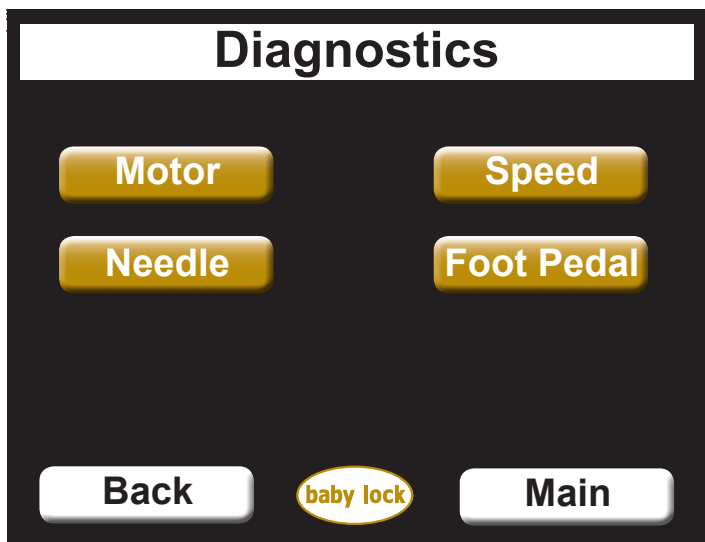 Diagnostics
Motor
Speed
Needle
Foot Pedal
Back
baby lock
Main